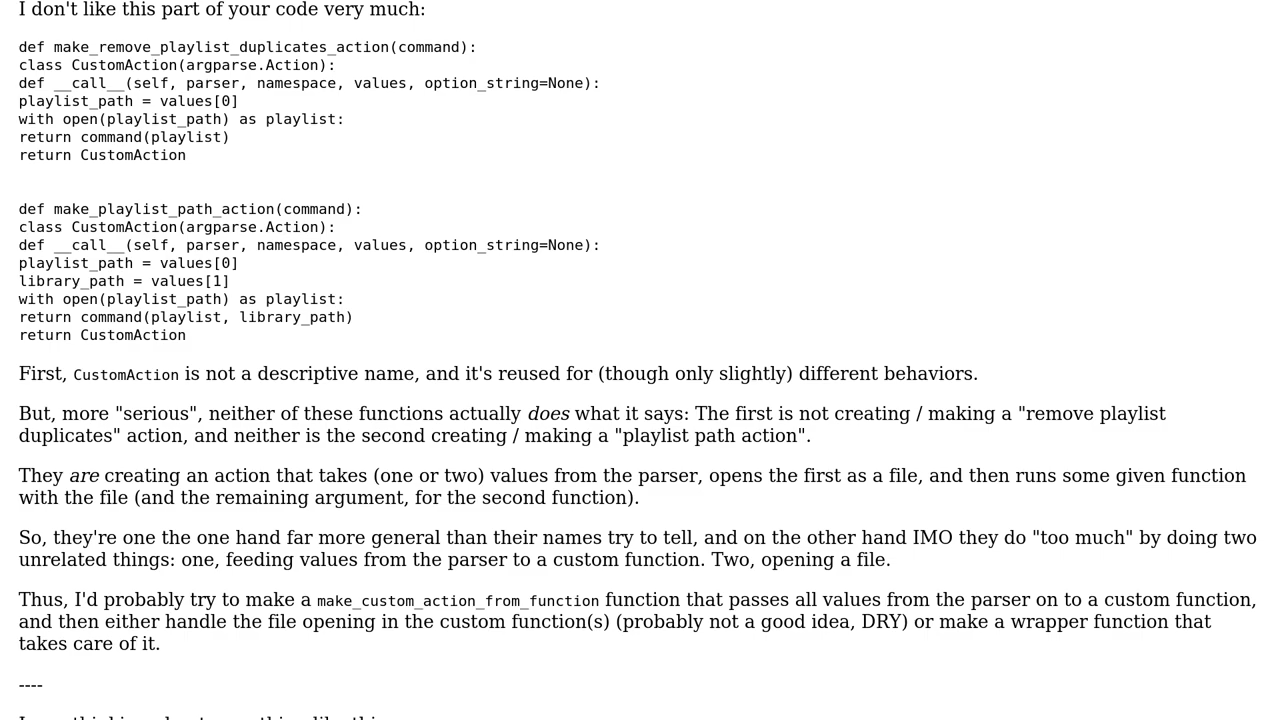 I don't like this part of your code very much:
def make_remove_playlist_duplicates_action(command):
class CustomAction(argparse.Action):
def __call__(self, parser, namespace, values, option_string=None):
playlist_path = values[0]
with open(playlist_path) as playlist:
return command(playlist)
return CustomAction
def make_playlist_path_action(command):
class CustomAction(argparse.Action):
def __call__(self, parser, namespace, values, option_string=None):
playlist_path = values[0]
library_path = values[1]
with open(playlist_path) as playlist:
return command(playlist, library_path)
return CustomAction
First, CustomAction is not a descriptive name, and it's reused for (though only slightly) different behaviors.
But, more "serious", neither of these functions actually does what it says: The first is not creating / making a "remove playlist
duplicates" action, and neither is the second creating / making a "playlist path action".
They are creating an action that takes (one or two) values from the parser, opens the first as a file, and then runs some given function
with the file (and the remaining argument, for the second function).
So, they're one the one hand far more general than their names try to tell, and on the other hand IMO they do "too much" by doing two
unrelated things: one, feeding values from the parser to a custom function. Two, opening a file.
Thus, I'd probably try to make a make_custom_action_from_function function that passes all values from the parser on to a custom function,
and then either handle the file opening in the custom function(s) (probably not a good idea, DRY) or make a wrapper function that
takes care of it.
----